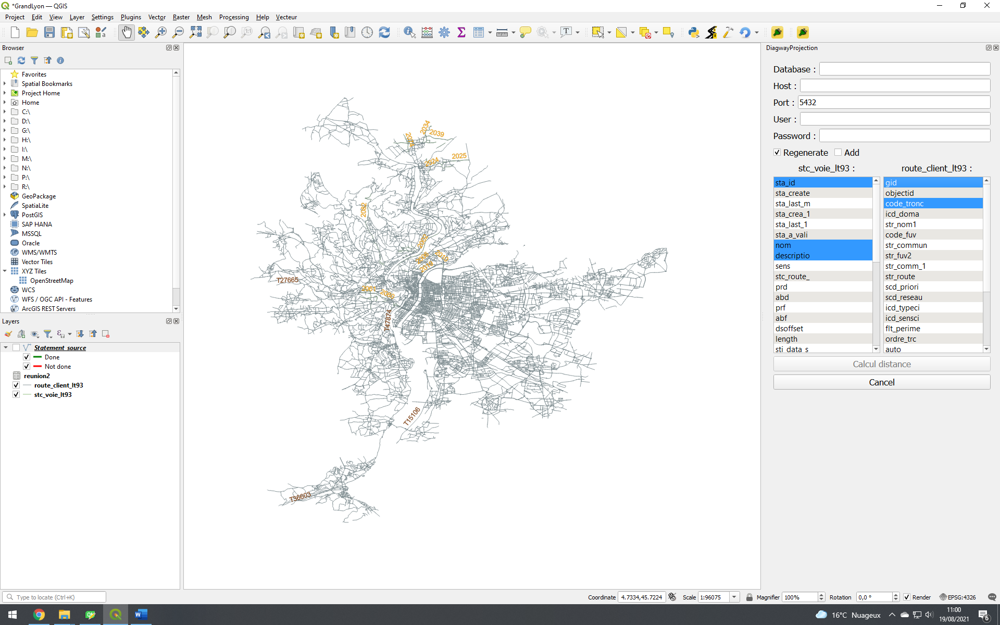 *GrandLyon — QGIS
Project Edit View Layer Settings Plugins Vector Raster Mesh Processing Help Vecteur
Browser
Favorites
Spatial Bookmarks
Project Home
Home
C:\
D:\
G:\
H:\
I:\
M:\
N:\
P:\
R:\
GeoPackage
SpatiaLite
PostGIS
SAP HANA
MSSQL
Oracle
WMS/WMTS
Vector Tiles
XYZ Tiles
OpenStreetMap
WCS
WFS / OGC API - Features
ArcGIS REST Servers
Layers
Statement source
Done
Not done
reunion2
route_client_lt93
stc_voie_lt93
2034
2039
2025
2024
2032
2019
T27665
T47874
T15106
T36603
DiagwayProjection
Database :
Host :
Port : 5432
User :
Password :
Regenerate Add
stc_voie_lt93 :
sta_id
sta_create
sta_last_m
sta_crea_1
sta_last_1
sta_a_vali
nom
descriptio
sens
stc_route_
prd
abd
prf
abf
dsoffset
length
sti_data_s
route_client_lt93 :
gid
objectid
code_tronc
icd_doma
str_nom1
code_fuv
str_commun
str_fuv2
str_comm_1
str_route
scd_priori
scd_reseau
icd_typeci
icd_sensci
flt_perime
ordre_trc
auto
Calcul distance
Cancel
Type to locate (Ctrl+K)
Coordinate 4.7334,45.7224 Scale 1:96075 Magnifier 100% Rotation 0,0 ° Render EPSG:4326
16°C Nuageux
11:00
19/08/2021
6